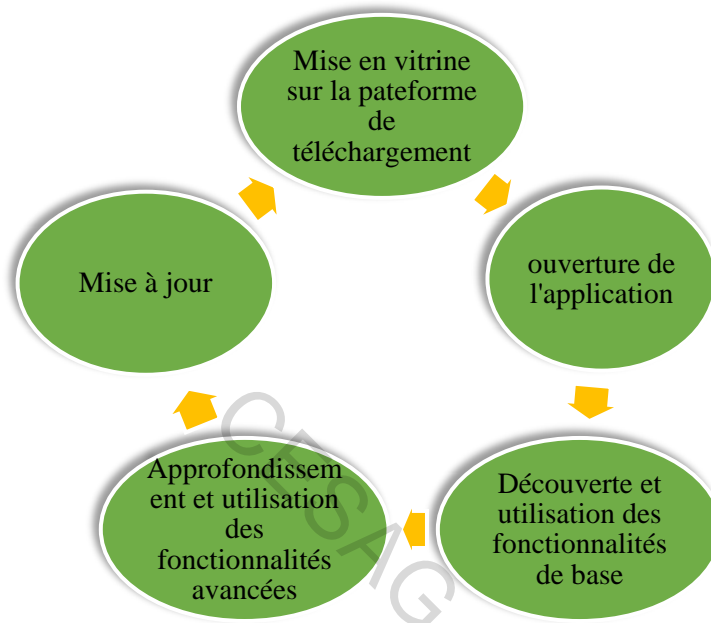 Mise en vitrine
sur la pateforme
de
téléchargement
ouverture de
l'application
Découverte et
utilisation des
fonctionnalités
de base
Approfondissem
ent et utilisation
des
fonctionnalités
avancées
Mise à jour
CESAG